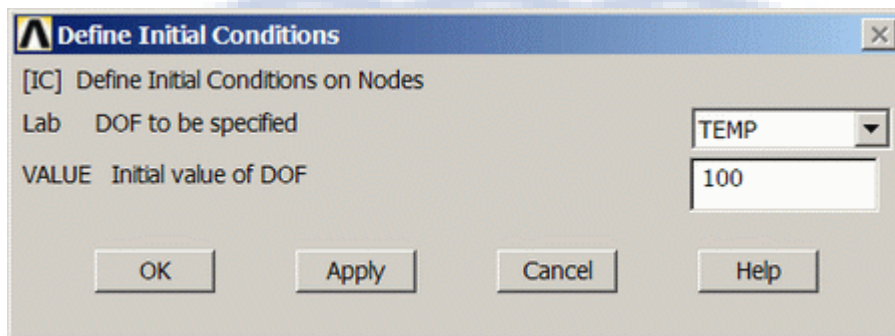 Define Initial Conditions
[IC] Define Initial Conditions on Nodes
Lab DOF to be specified TEMP
VALUE Initial value of DOF 100
OK Apply Cancel Help